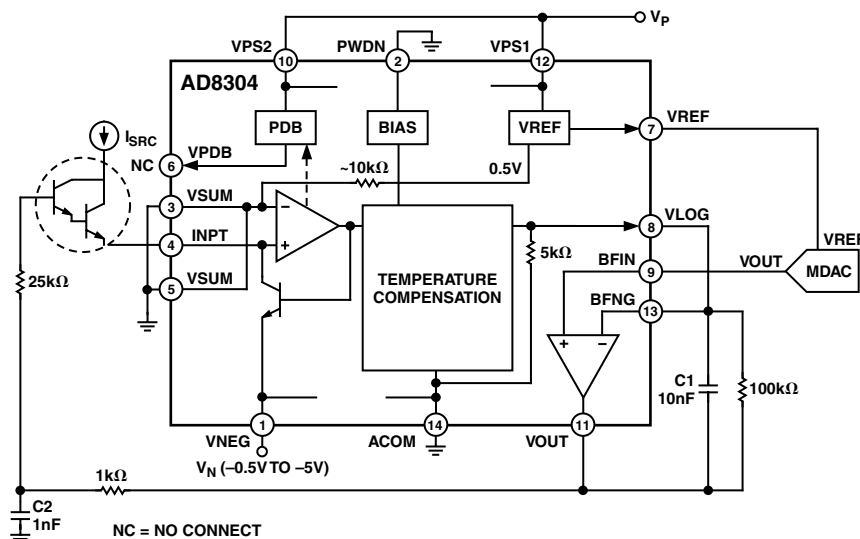 V_P
VPS2
PWDN
VPS1
10
2
12
AD8304
PDB
BIAS
VREF
7
VREF
I_SRC
NC
6
VPDB
~10kΩ
0.5V
3
VSUM
4
INPT
5
VSUM
−
+
TEMPERATURE
COMPENSATION
5kΩ
8
VLOG
VREF
BFIN
9
VOUT
MDAC
BFNG
13
+
−
25kΩ
C1
10nF
100kΩ
VNEG
1
ACOM
14
VOUT
11
V_N (–0.5V TO –5V)
1kΩ
C2
1nF
NC = NO CONNECT